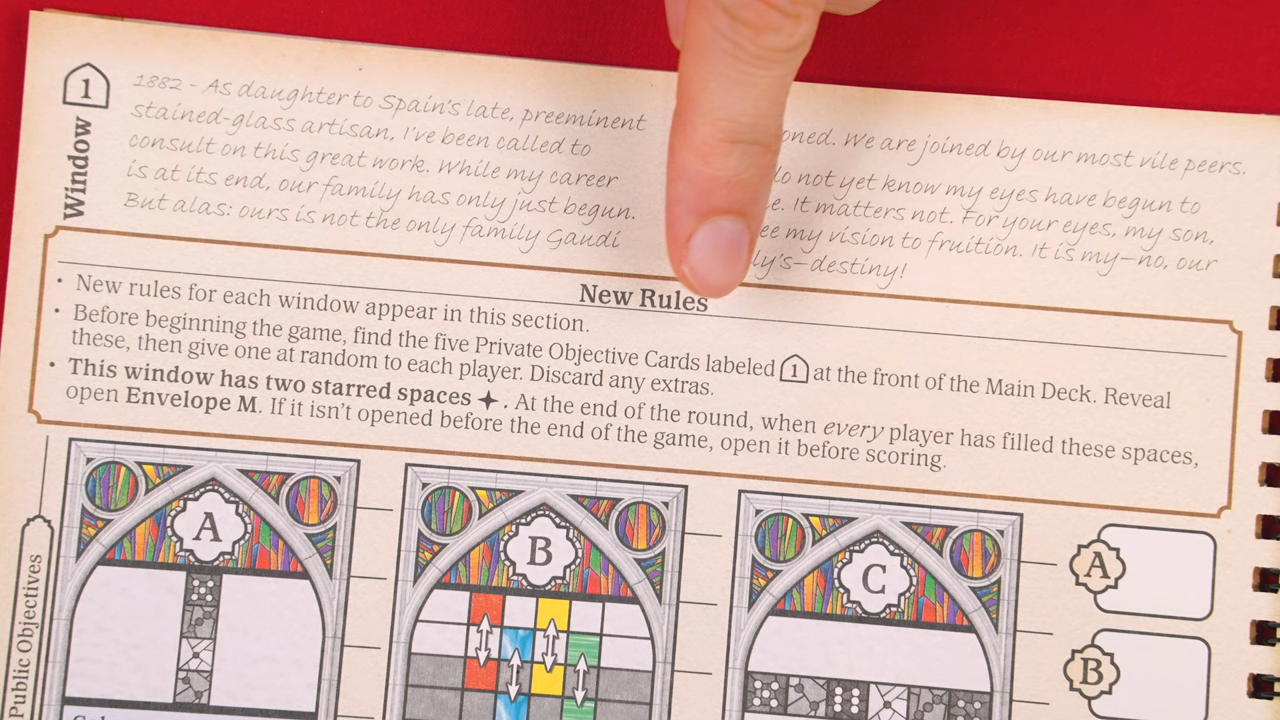 1
Window
1882 - As daughter to Spain's late, preeminent
stained-glass artisan, I've been called to
consult on this great work. While my career
is at its end, our family has only just begun.
But alas: ours is not the only family Gaudí
We are joined by our most vile peers.
do not yet know my eyes have begun to
It matters not. For your eyes, my son,
my vision to fruition. It is my—no, our
destiny!
New Rules
• New rules for each window appear in this section.
• Before beginning the game, find the five Private Objective Cards labeled 1 at the front of the Main Deck. Reveal
these, then give one at random to each player. Discard any extras.
• This window has two starred spaces ✦. At the end of the round, when every player has filled these spaces,
open Envelope M. If it isn't opened before the end of the game, open it before scoring.
Public Objectives
A
B
C
A
B